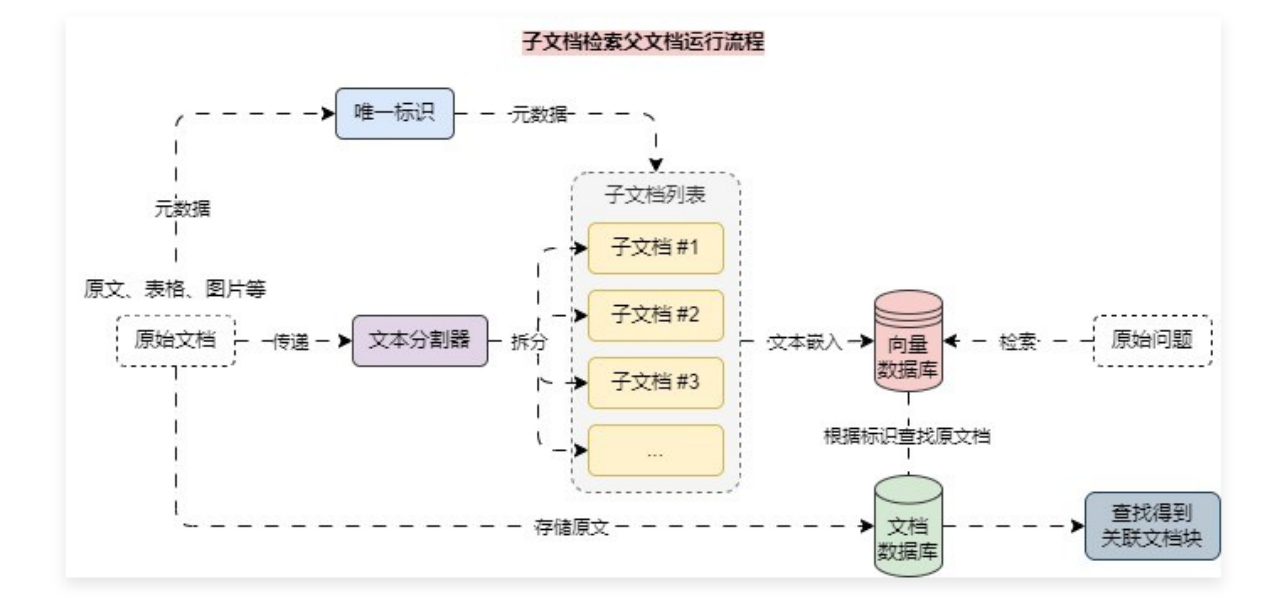 子文档检索父文档运行流程
唯一标识
元数据
子文档列表
元数据
子文档 #1
原文、表格、图片等
子文档 #2
原始文档
传递
文本分割器
拆分
文本嵌入
向量
数据库
检索
原始问题
子文档 #3
根据标识查找原文档
...
存储原文
文档
数据库
查找得到
关联文档块